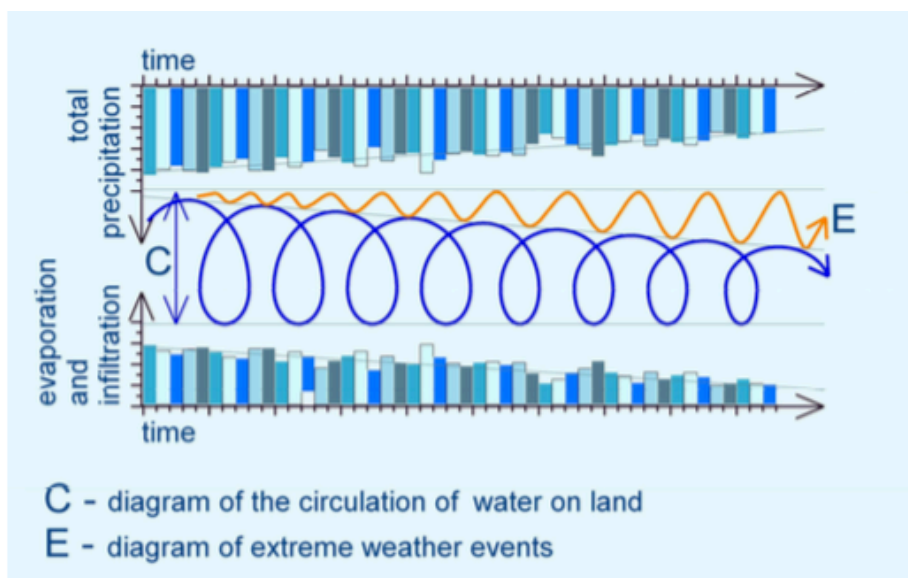 time
total
precipitation
E
C
evaporation
and
infiltration
time
C - diagram of the circulation of water on land
E - diagram of extreme weather events